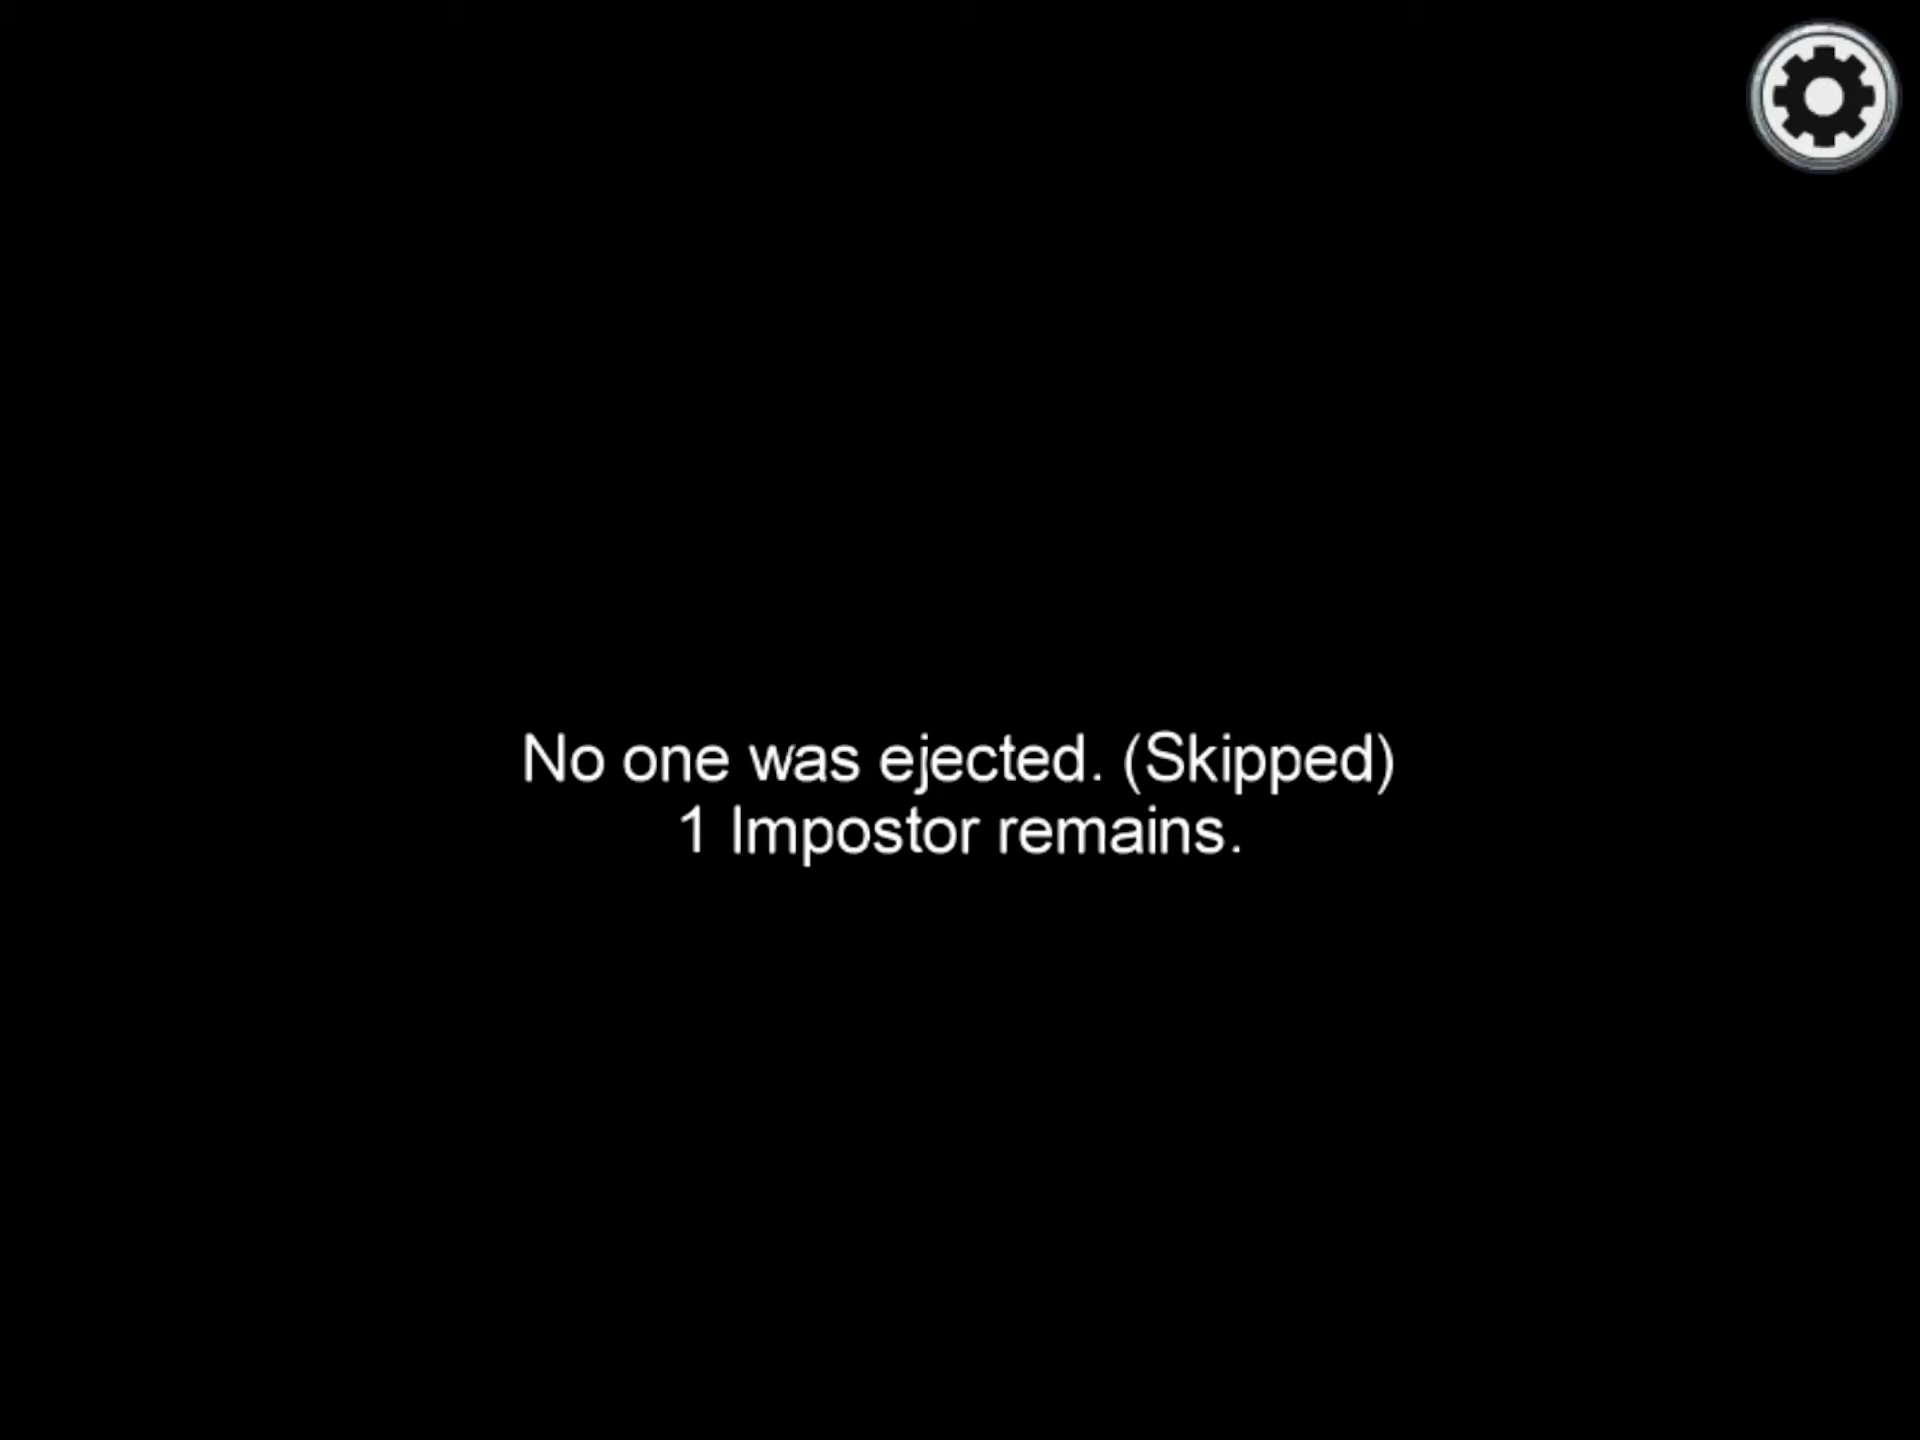 No one was ejected. (Skipped)
1 Impostor remains.